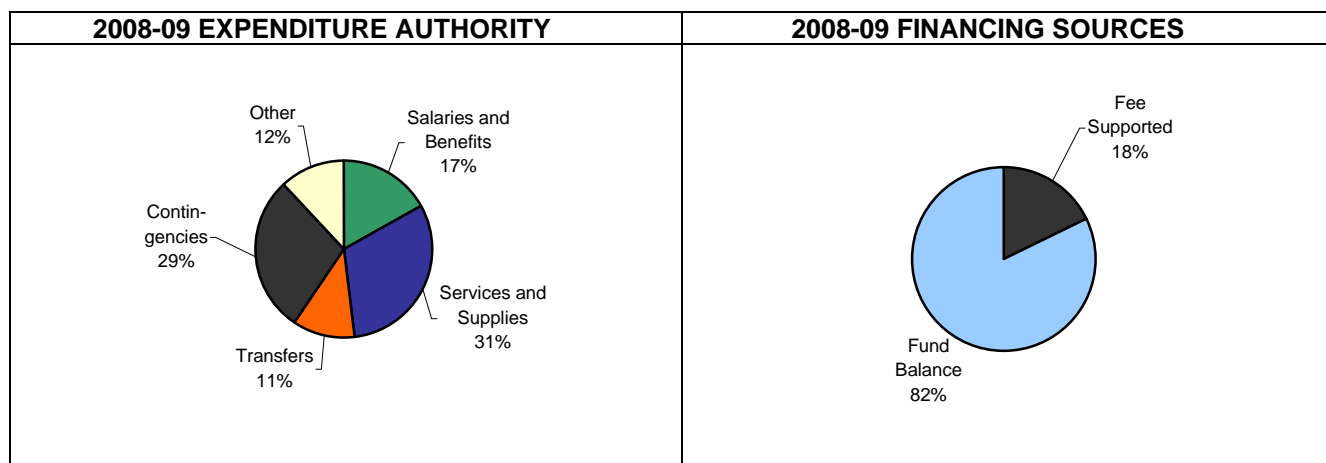 2008-09 EXPENDITURE AUTHORITY
Other
12%
Salaries and
Benefits
17%
Contin-
gencies
29%
Services and
Supplies
31%
Transfers
11%
2008-09 FINANCING SOURCES
Fee
Supported
18%
Fund
Balance
82%